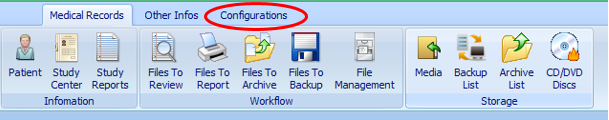 Medical Records Other Infos Configurations
Patient Study Center Study Reports Files To Review Files To Report Files To Archive Files To Backup File Management Media Backup List Archive List CD/DVD Discs
Infomation Workflow Storage